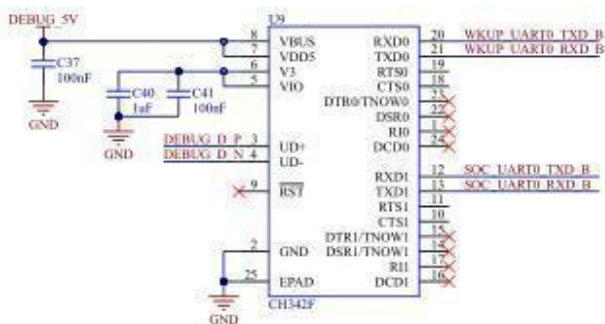 DEBUG_5V
U9
8 VBUS RXD0 20 WKUP_UART0_TXD_B
7 VDD5 TXD0 21 WKUP_UART0_RXD_B
C37
100nF
6 V3 RTS0 19
5 VIO CTS0 18
C40
1uF
C41
100nF
DTR0/TNOW0 23
DSR0 22
RI0 1
DCD0 24
GND
GND
DEBUG_D_P 3 UD+
DEBUG_D_N 4 UD-
RXD1 12 SOC_UART0_TXD_B
9 RST TXD1 13 SOC_UART0_RXD_B
RTS1 11
CTS1 10
DTR1/TNOW1 15
2 GND DSR1/TNOW1 14
RI1 17
25 EPAD DCD1 16
GND
CH342F